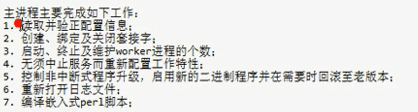 主进程主要完成如下工作：
1. 读取并验正配置信息；
2. 创建、绑定及关闭套接字；
3. 启动、终止及维护worker进程的个数；
4. 无须中止服务而重新配置工作特性；
5. 控制非中断式程序升级，启用新的二进制程序并在需要时回滚至老版本；
6. 重新打开日志文件；
7. 编译嵌入式perl脚本；